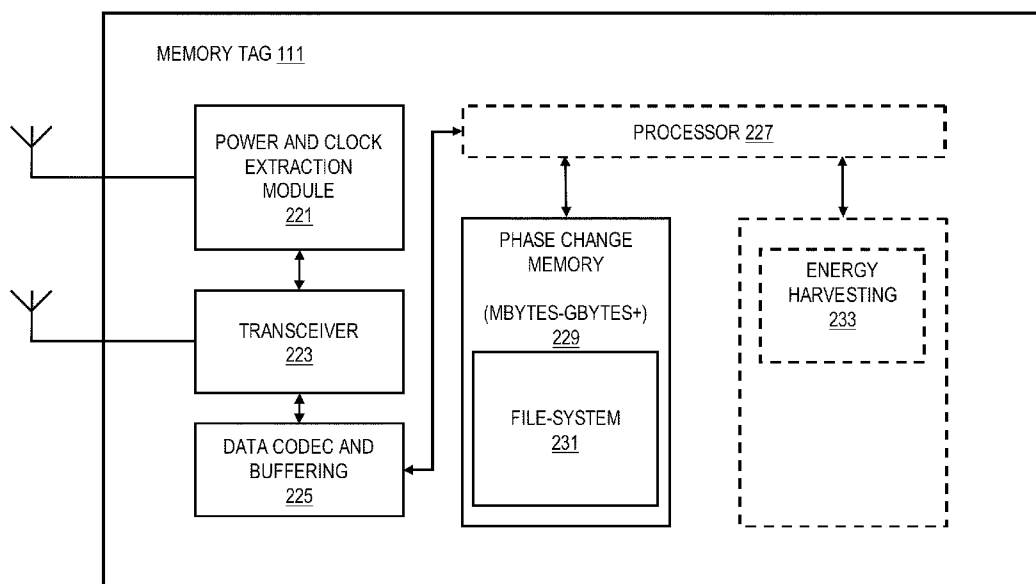 MEMORY TAG 111
POWER AND CLOCK
EXTRACTION
MODULE
221
TRANSCEIVER
223
DATA CODEC AND
BUFFERING
225
PROCESSOR 227
PHASE CHANGE
MEMORY
(MBYTES-GBYTES+)
229
FILE-SYSTEM
231
ENERGY
HARVESTING
233